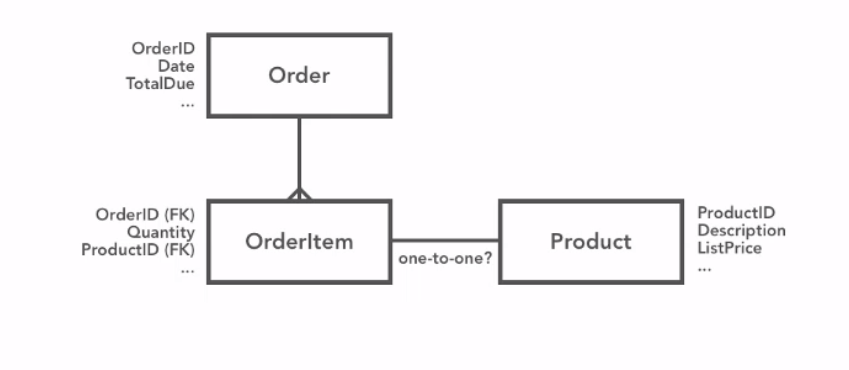 OrderID
Date
TotalDue
...
Order
OrderID (FK)
Quantity
ProductID (FK)
...
OrderItem
one-to-one?
Product
ProductID
Description
ListPrice
...